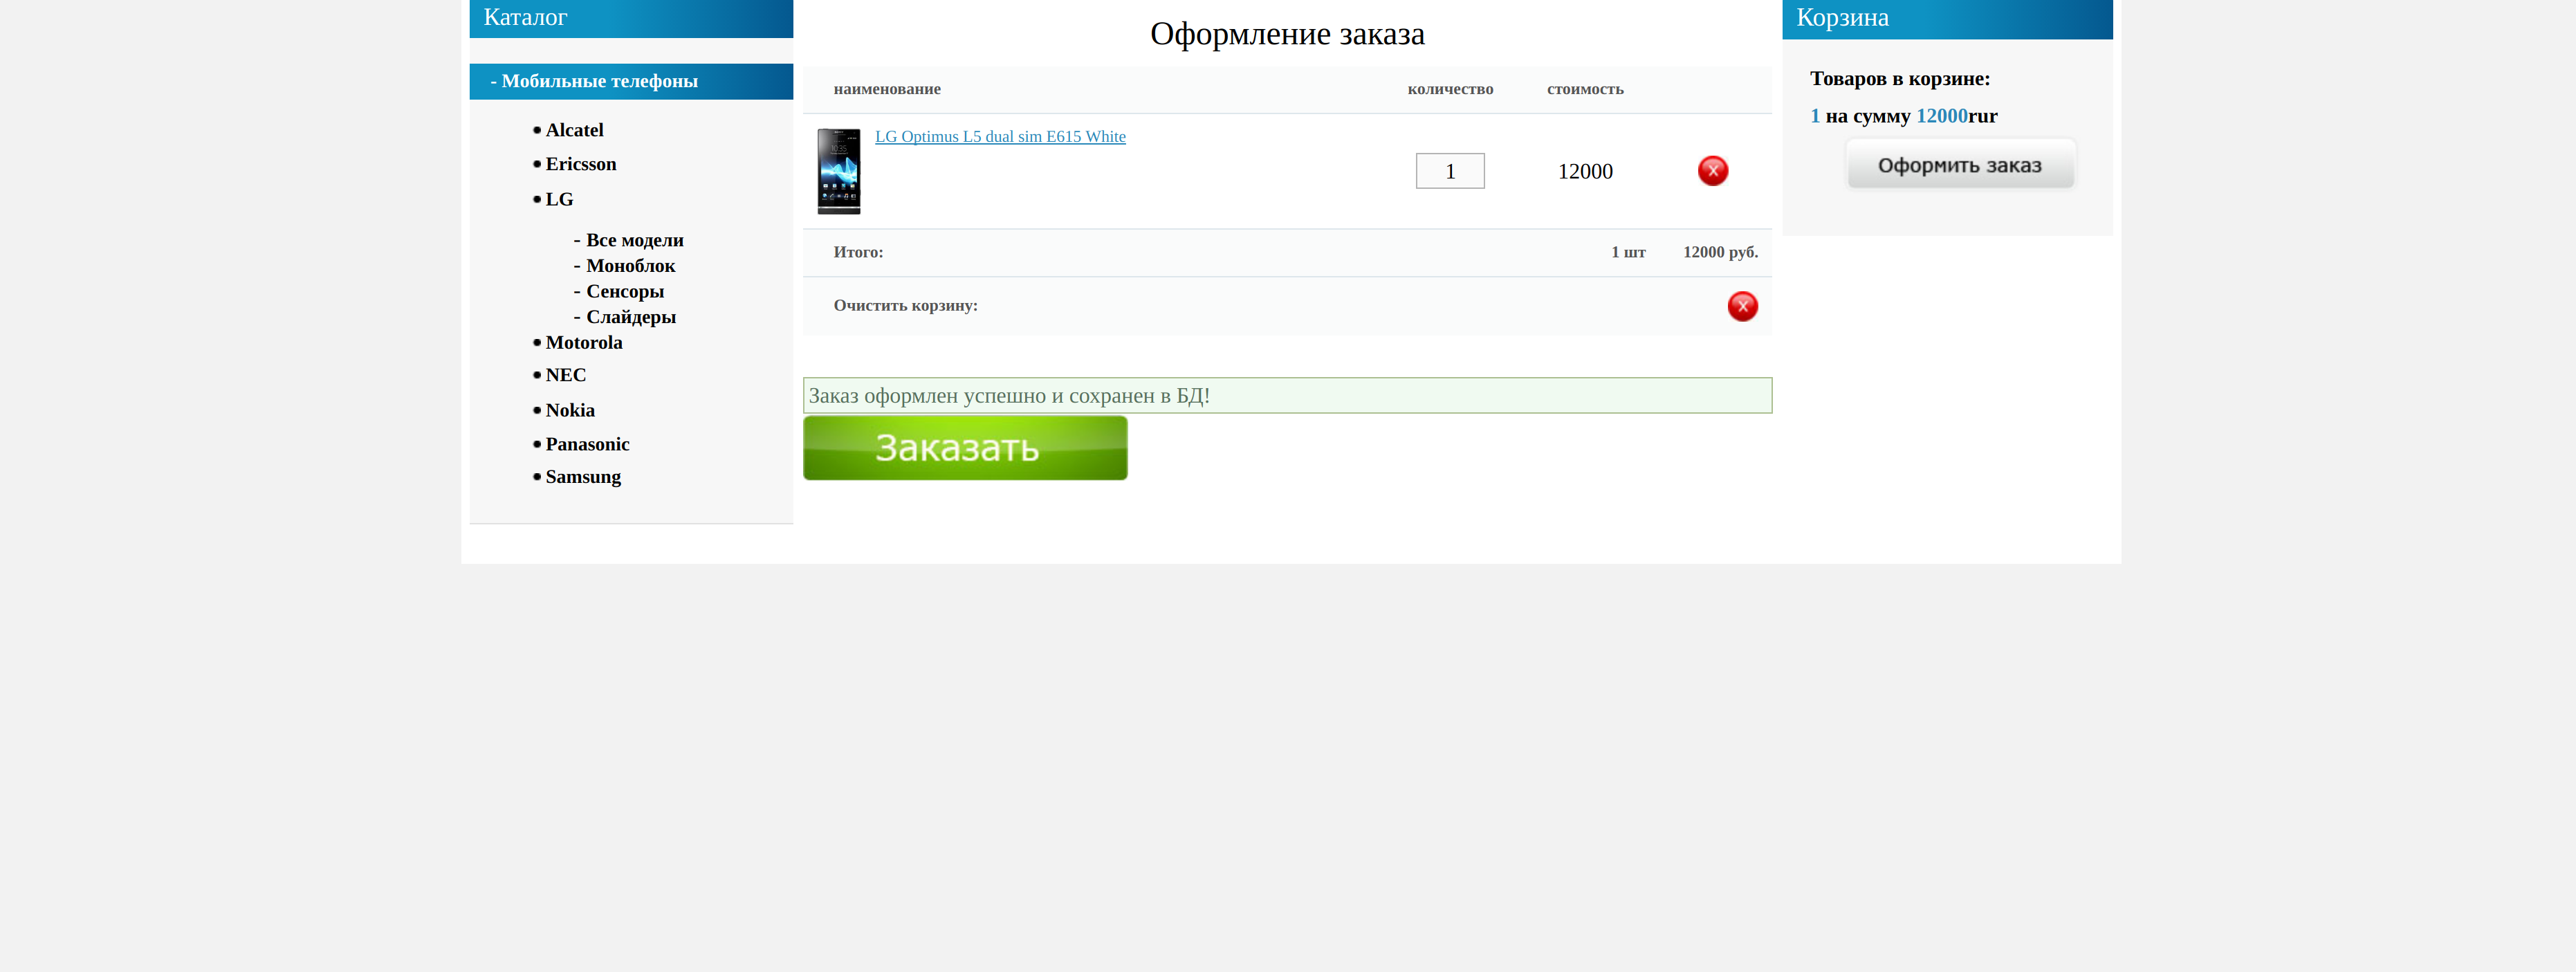 Каталог
- Мобильные телефоны
Alcatel
Ericsson
LG
- Все модели
- Моноблок
- Сенсоры
- Слайдеры
Motorola
NEC
Nokia
Panasonic
Samsung
Оформление заказа
наименование количество стоимость
LG Optimus L5 dual sim E615 White
1 12000
Итого: 1 шт 12000 руб.
Очистить корзину:
Заказ оформлен успешно и сохранен в БД!
Заказать
Корзина
Товаров в корзине:
1 на сумму 12000rur
Оформить заказ